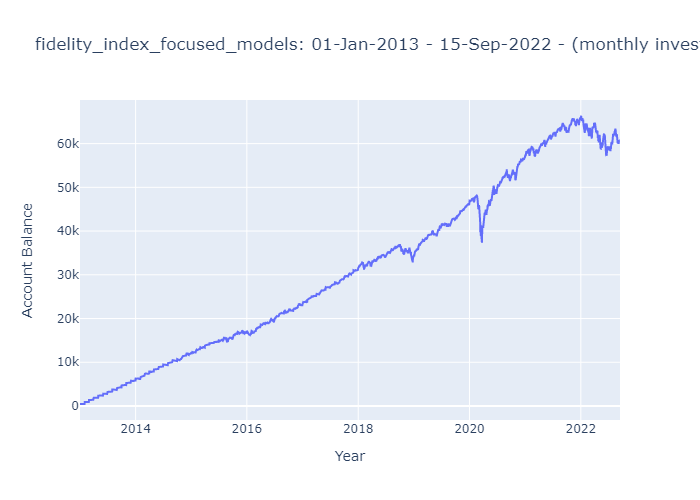 fidelity_index_focused_models: 01-Jan-2013 - 15-Sep-2022 - (monthly inves
60k
50k
40k
30k
20k
10k
0
Account Balance
2014 2016 2018 2020 2022
Year